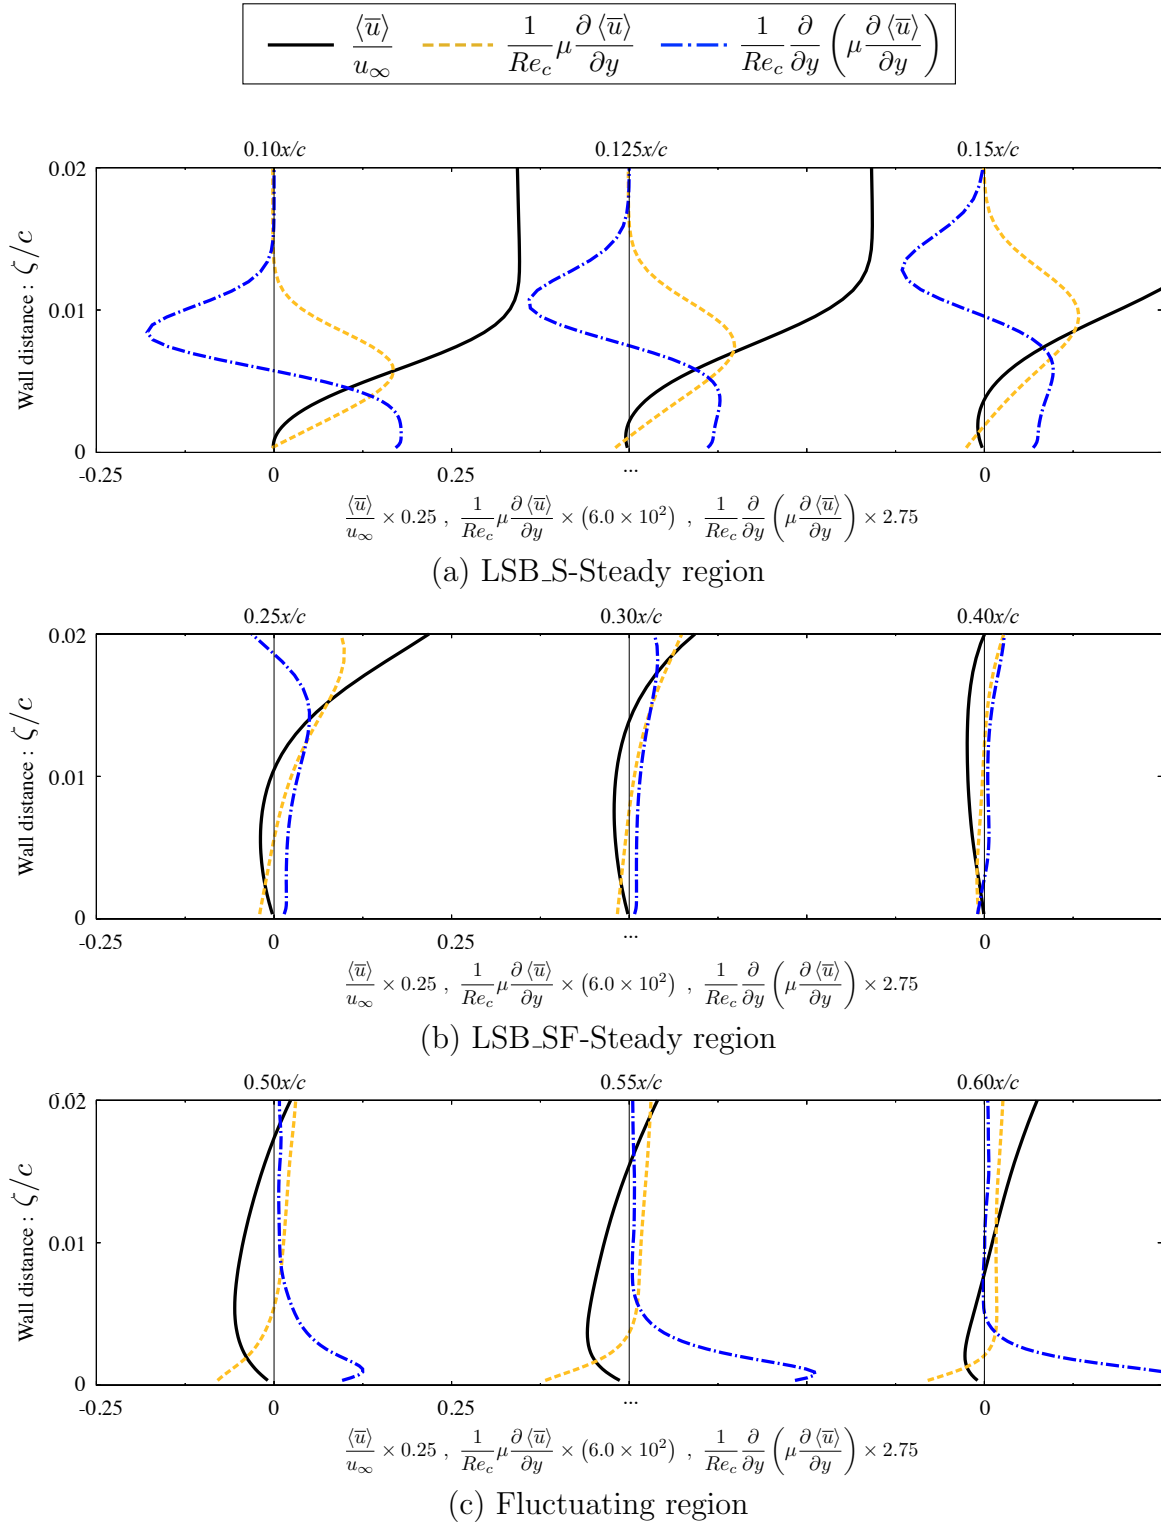 ⟨u̅⟩/u∞   1/Re_c μ ∂⟨u̅⟩/∂y   1/Re_c ∂/∂y (μ ∂⟨u̅⟩/∂y)
0.10x/c 0.125x/c 0.15x/c
0.02
0.01
0
Wall distance : ζ/c
-0.25 0 0.25 ... 0
⟨u̅⟩/u∞ × 0.25 , 1/Re_c μ ∂⟨u̅⟩/∂y × (6.0 × 10²) , 1/Re_c ∂/∂y (μ ∂⟨u̅⟩/∂y) × 2.75
(a) LSB_S-Steady region
0.25x/c 0.30x/c 0.40x/c
0.02
0.01
0
Wall distance : ζ/c
-0.25 0 0.25 ... 0
⟨u̅⟩/u∞ × 0.25 , 1/Re_c μ ∂⟨u̅⟩/∂y × (6.0 × 10²) , 1/Re_c ∂/∂y (μ ∂⟨u̅⟩/∂y) × 2.75
(b) LSB_SF-Steady region
0.50x/c 0.55x/c 0.60x/c
0.02
0.01
0
Wall distance : ζ/c
-0.25 0 0.25 ... 0
⟨u̅⟩/u∞ × 0.25 , 1/Re_c μ ∂⟨u̅⟩/∂y × (6.0 × 10²) , 1/Re_c ∂/∂y (μ ∂⟨u̅⟩/∂y) × 2.75
(c) Fluctuating region